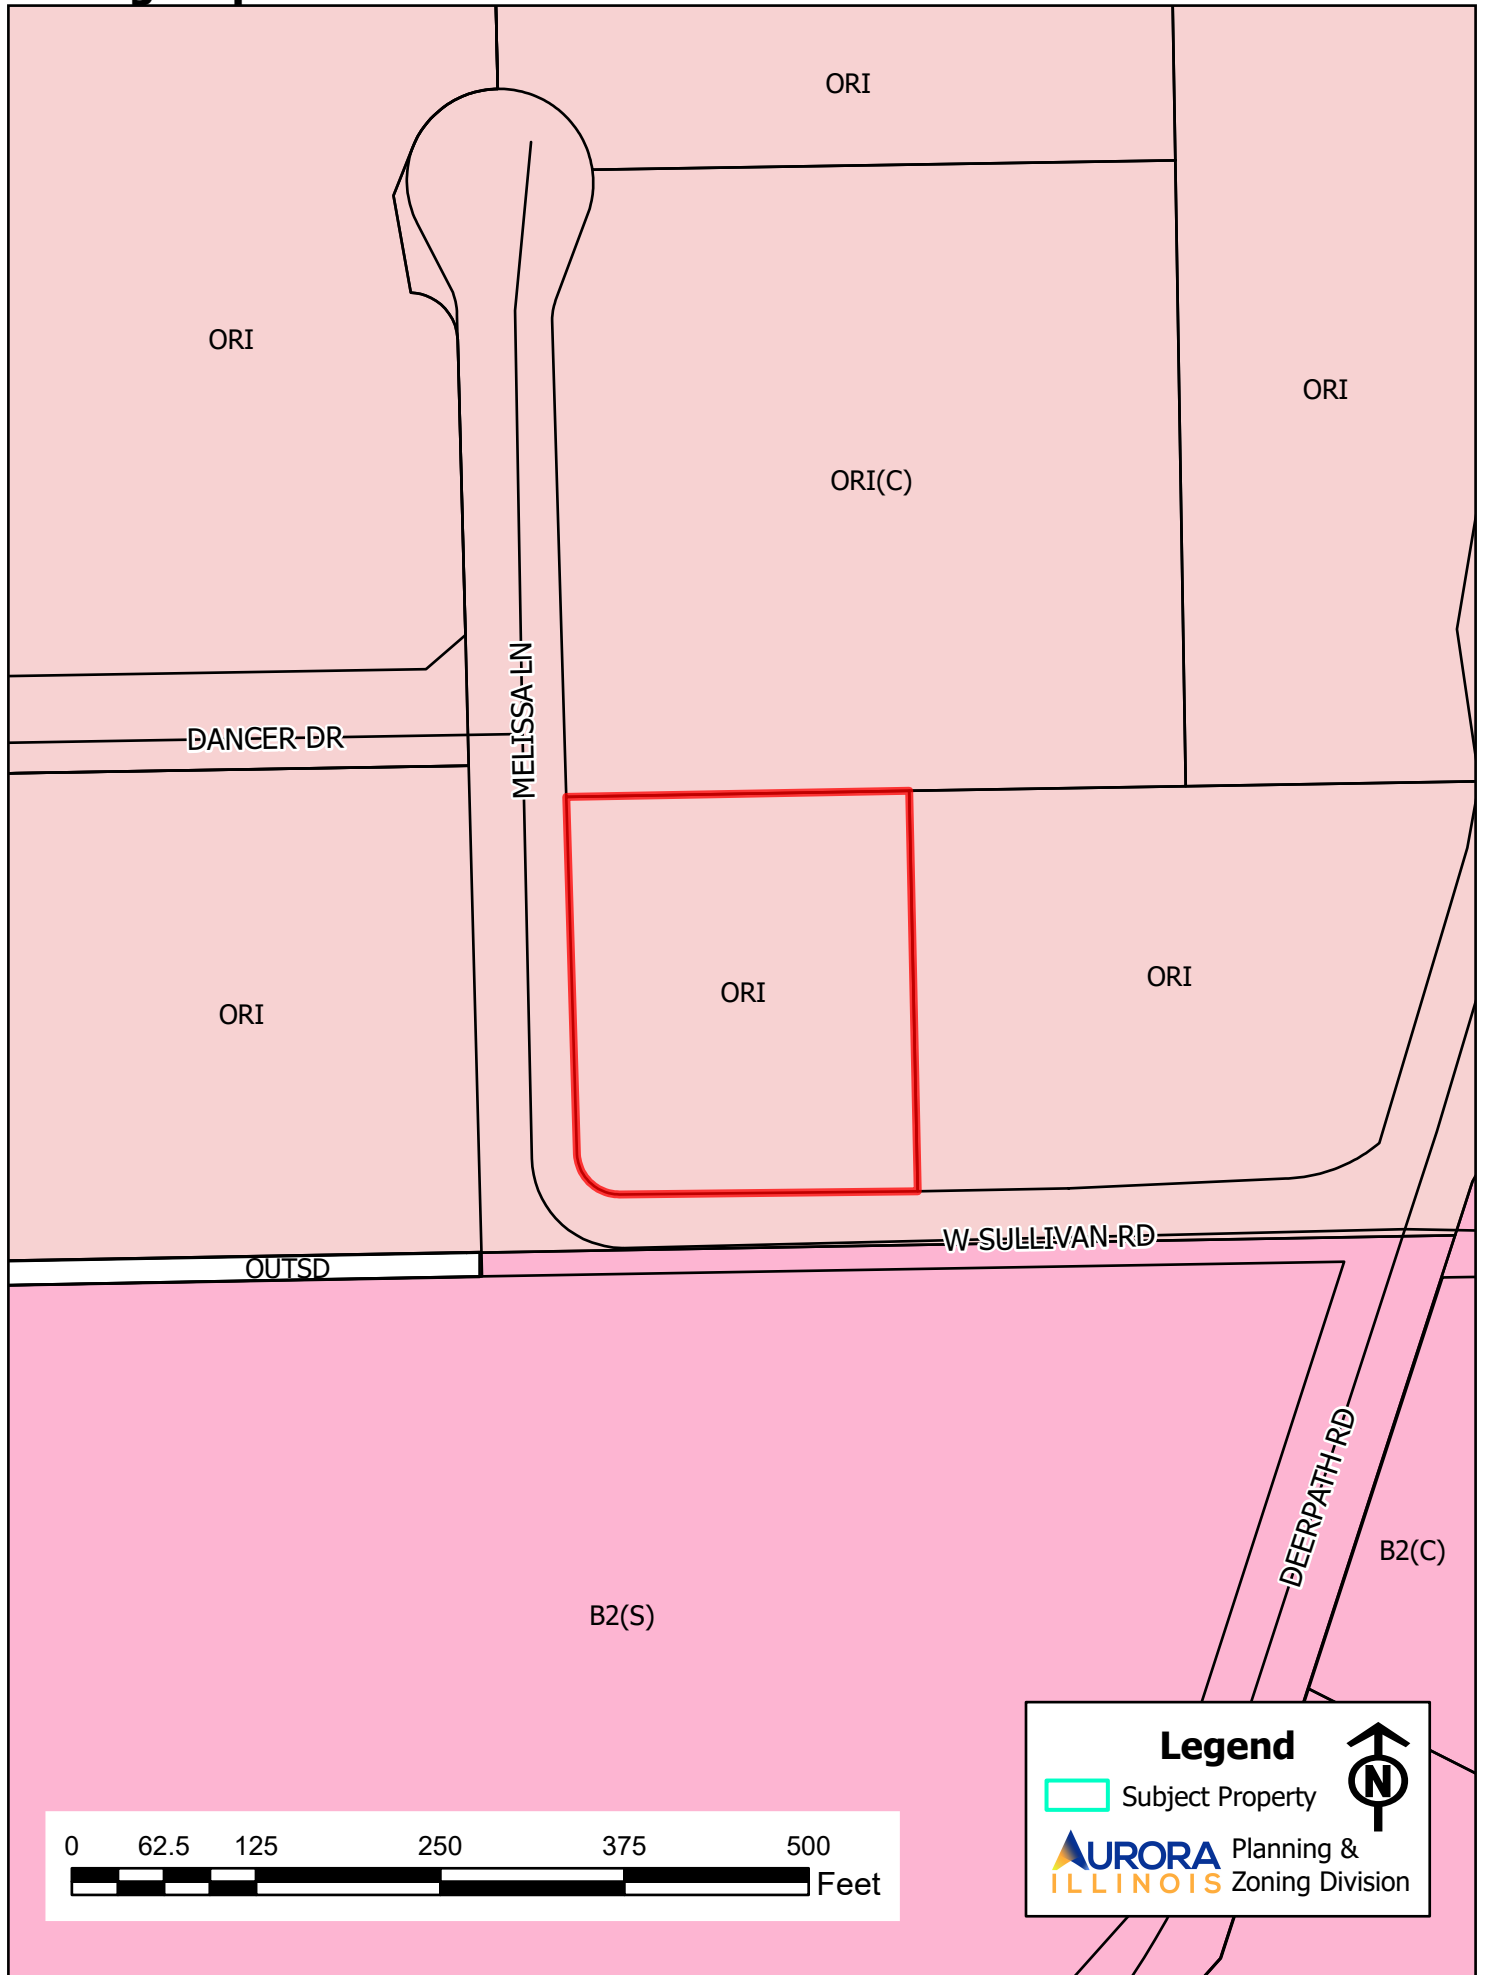 ORI
ORI
ORI
ORI(C)
MELISSA LN
DANCER DR
ORI
ORI
ORI
W SULLIVAN RD
OUTSD
DEERPATH RD
B2(C)
B2(S)
Legend
Subject Property
N
AURORA
ILLINOIS
Planning &
Zoning Division
0 62.5 125 250 375 500
Feet